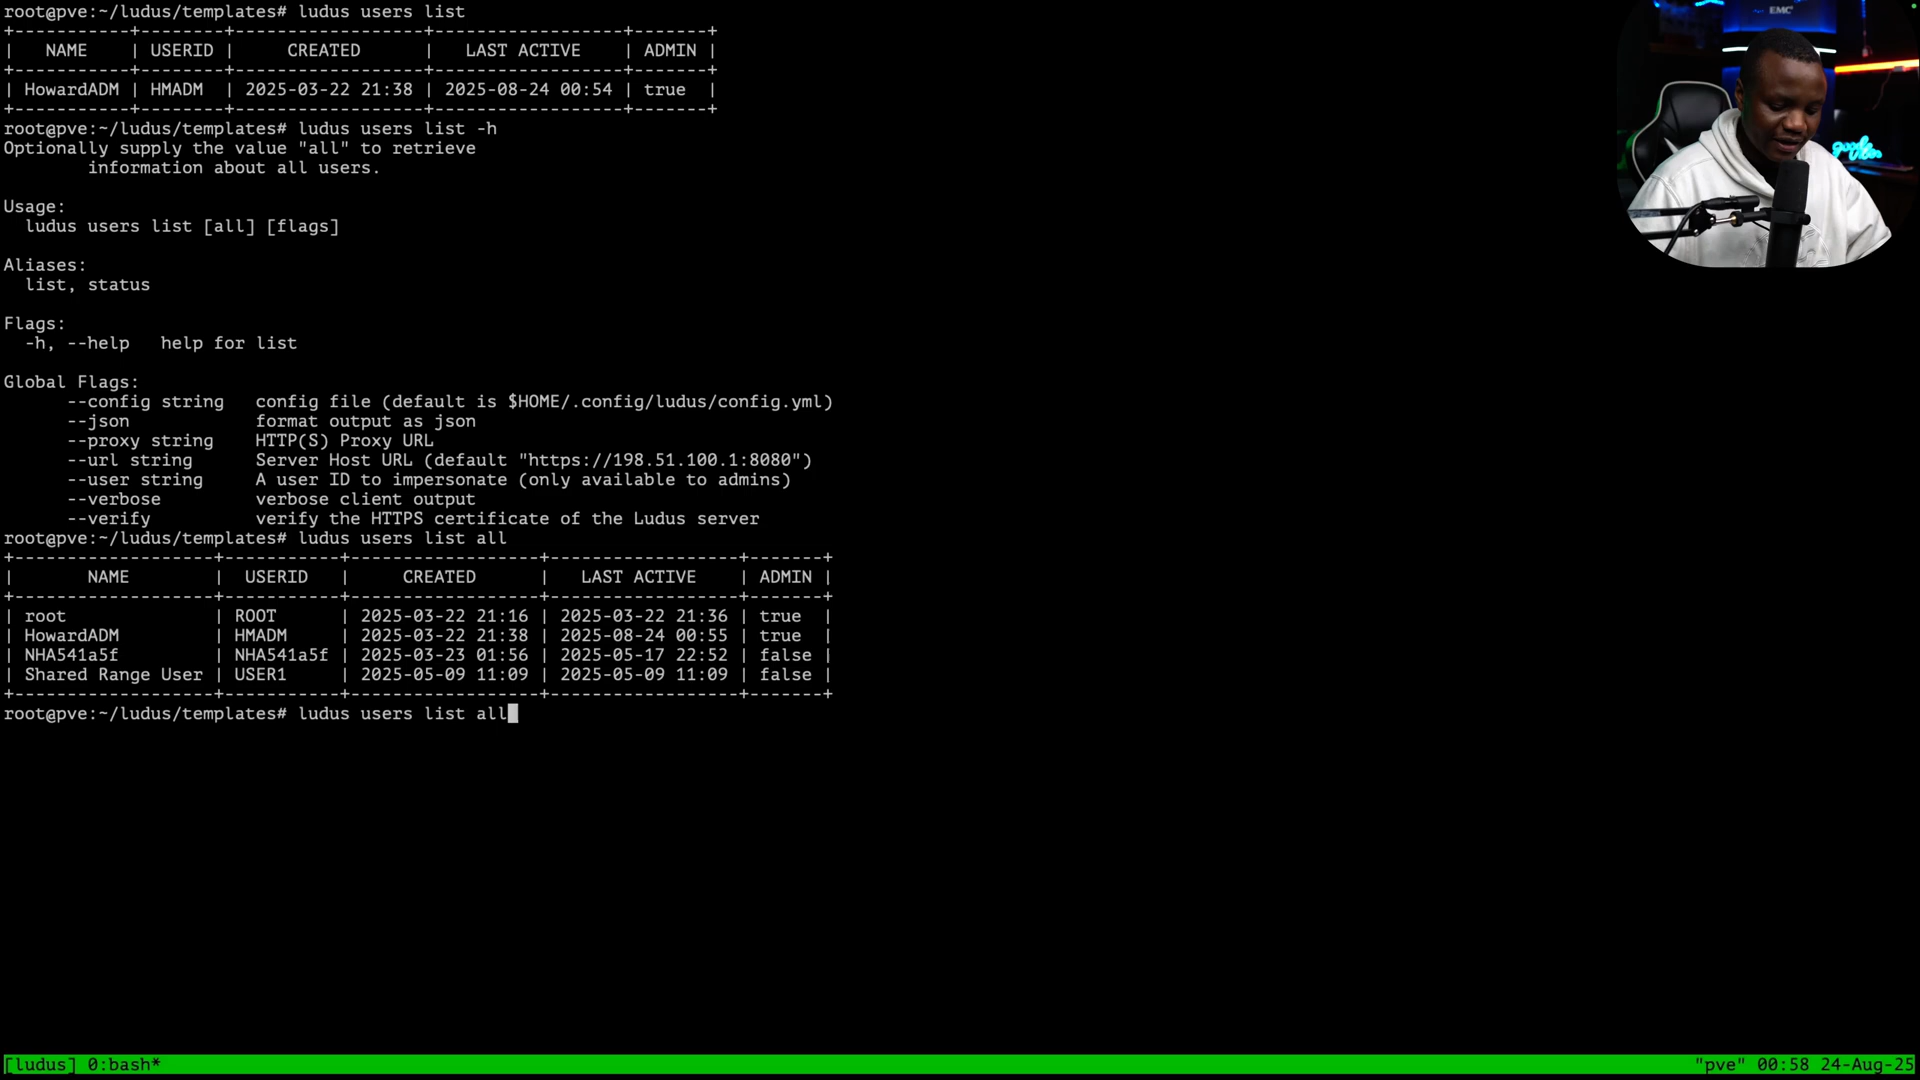 root@pve:~/ludus/templates# ludus users list
+-----------+--------+------------------+------------------+-------+
|   NAME    | USERID |     CREATED      |   LAST ACTIVE    | ADMIN |
+-----------+--------+------------------+------------------+-------+
| HowardADM | HMADM  | 2025-03-22 21:38 | 2025-08-24 00:54 | true  |
+-----------+--------+------------------+------------------+-------+
root@pve:~/ludus/templates# ludus users list -h
Optionally supply the value "all" to retrieve
        information about all users.
Usage:
  ludus users list [all] [flags]
Aliases:
  list, status
Flags:
  -h, --help   help for list
Global Flags:
      --config string   config file (default is $HOME/.config/ludus/config.yml)
      --json            format output as json
      --proxy string    HTTP(S) Proxy URL
      --url string      Server Host URL (default "https://198.51.100.1:8080")
      --user string     A user ID to impersonate (only available to admins)
      --verbose         verbose client output
      --verify          verify the HTTPS certificate of the Ludus server
root@pve:~/ludus/templates# ludus users list all
+-------------------+-----------+------------------+------------------+-------+
|       NAME        |  USERID   |     CREATED      |   LAST ACTIVE    | ADMIN |
+-------------------+-----------+------------------+------------------+-------+
| root              | ROOT      | 2025-03-22 21:16 | 2025-03-22 21:36 | true  |
| HowardADM         | HMADM     | 2025-03-22 21:38 | 2025-08-24 00:55 | true  |
| NHA541a5f         | NHA541a5f | 2025-03-23 01:56 | 2025-05-17 22:52 | false |
| Shared Range User | USER1     | 2025-05-09 11:09 | 2025-05-09 11:09 | false |
+-------------------+-----------+------------------+------------------+-------+
root@pve:~/ludus/templates# ludus users list all
EMC
[ludus] 0:bash*
"pve" 00:58 24-Aug-25